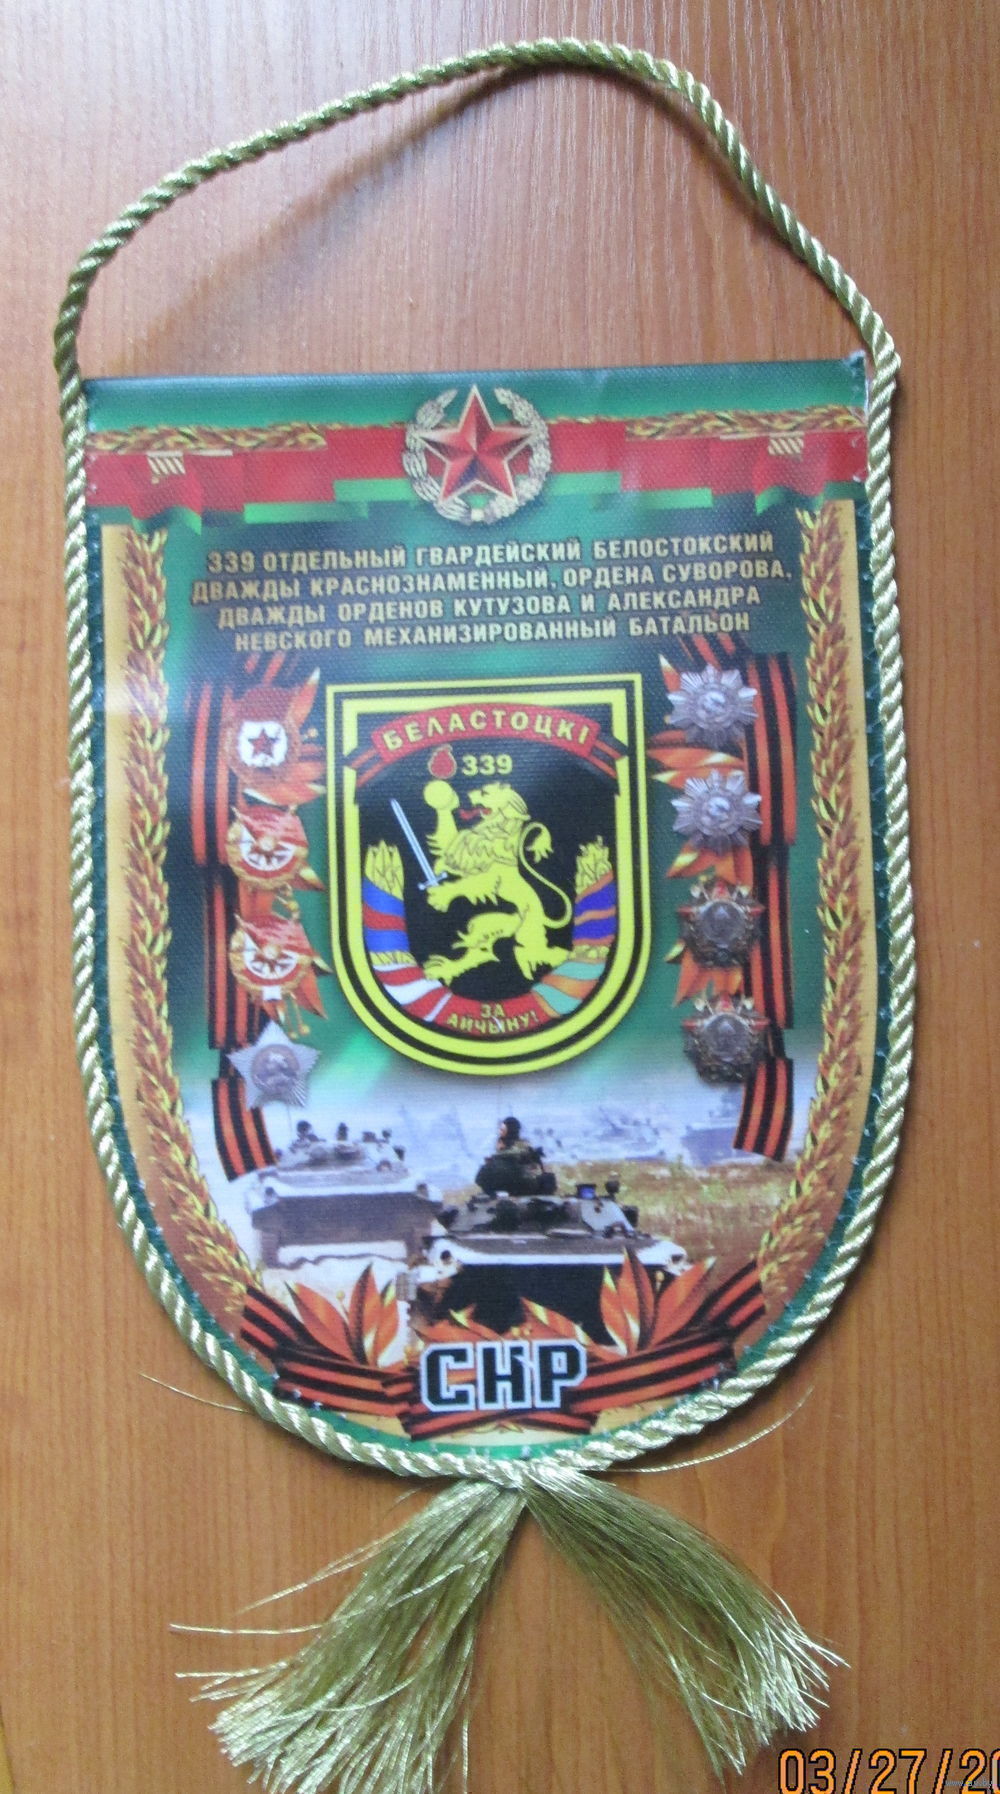 339 ОТДЕЛЬНЫЙ ГВАРДЕЙСКИЙ БЕЛОСТОКСКИЙ
ДВАЖДЫ КРАСНОЗНАМЕННЫЙ, ОРДЕНА СУВОРОВА,
ДВАЖДЫ ОРДЕНОВ КУТУЗОВА И АЛЕКСАНДРА
НЕВСКОГО МЕХАНИЗИРОВАННЫЙ БАТАЛЬОН
БЕЛАСТОЦКІ
339
ЗА
АЙЧЫНУ!
СНР
03/27/20